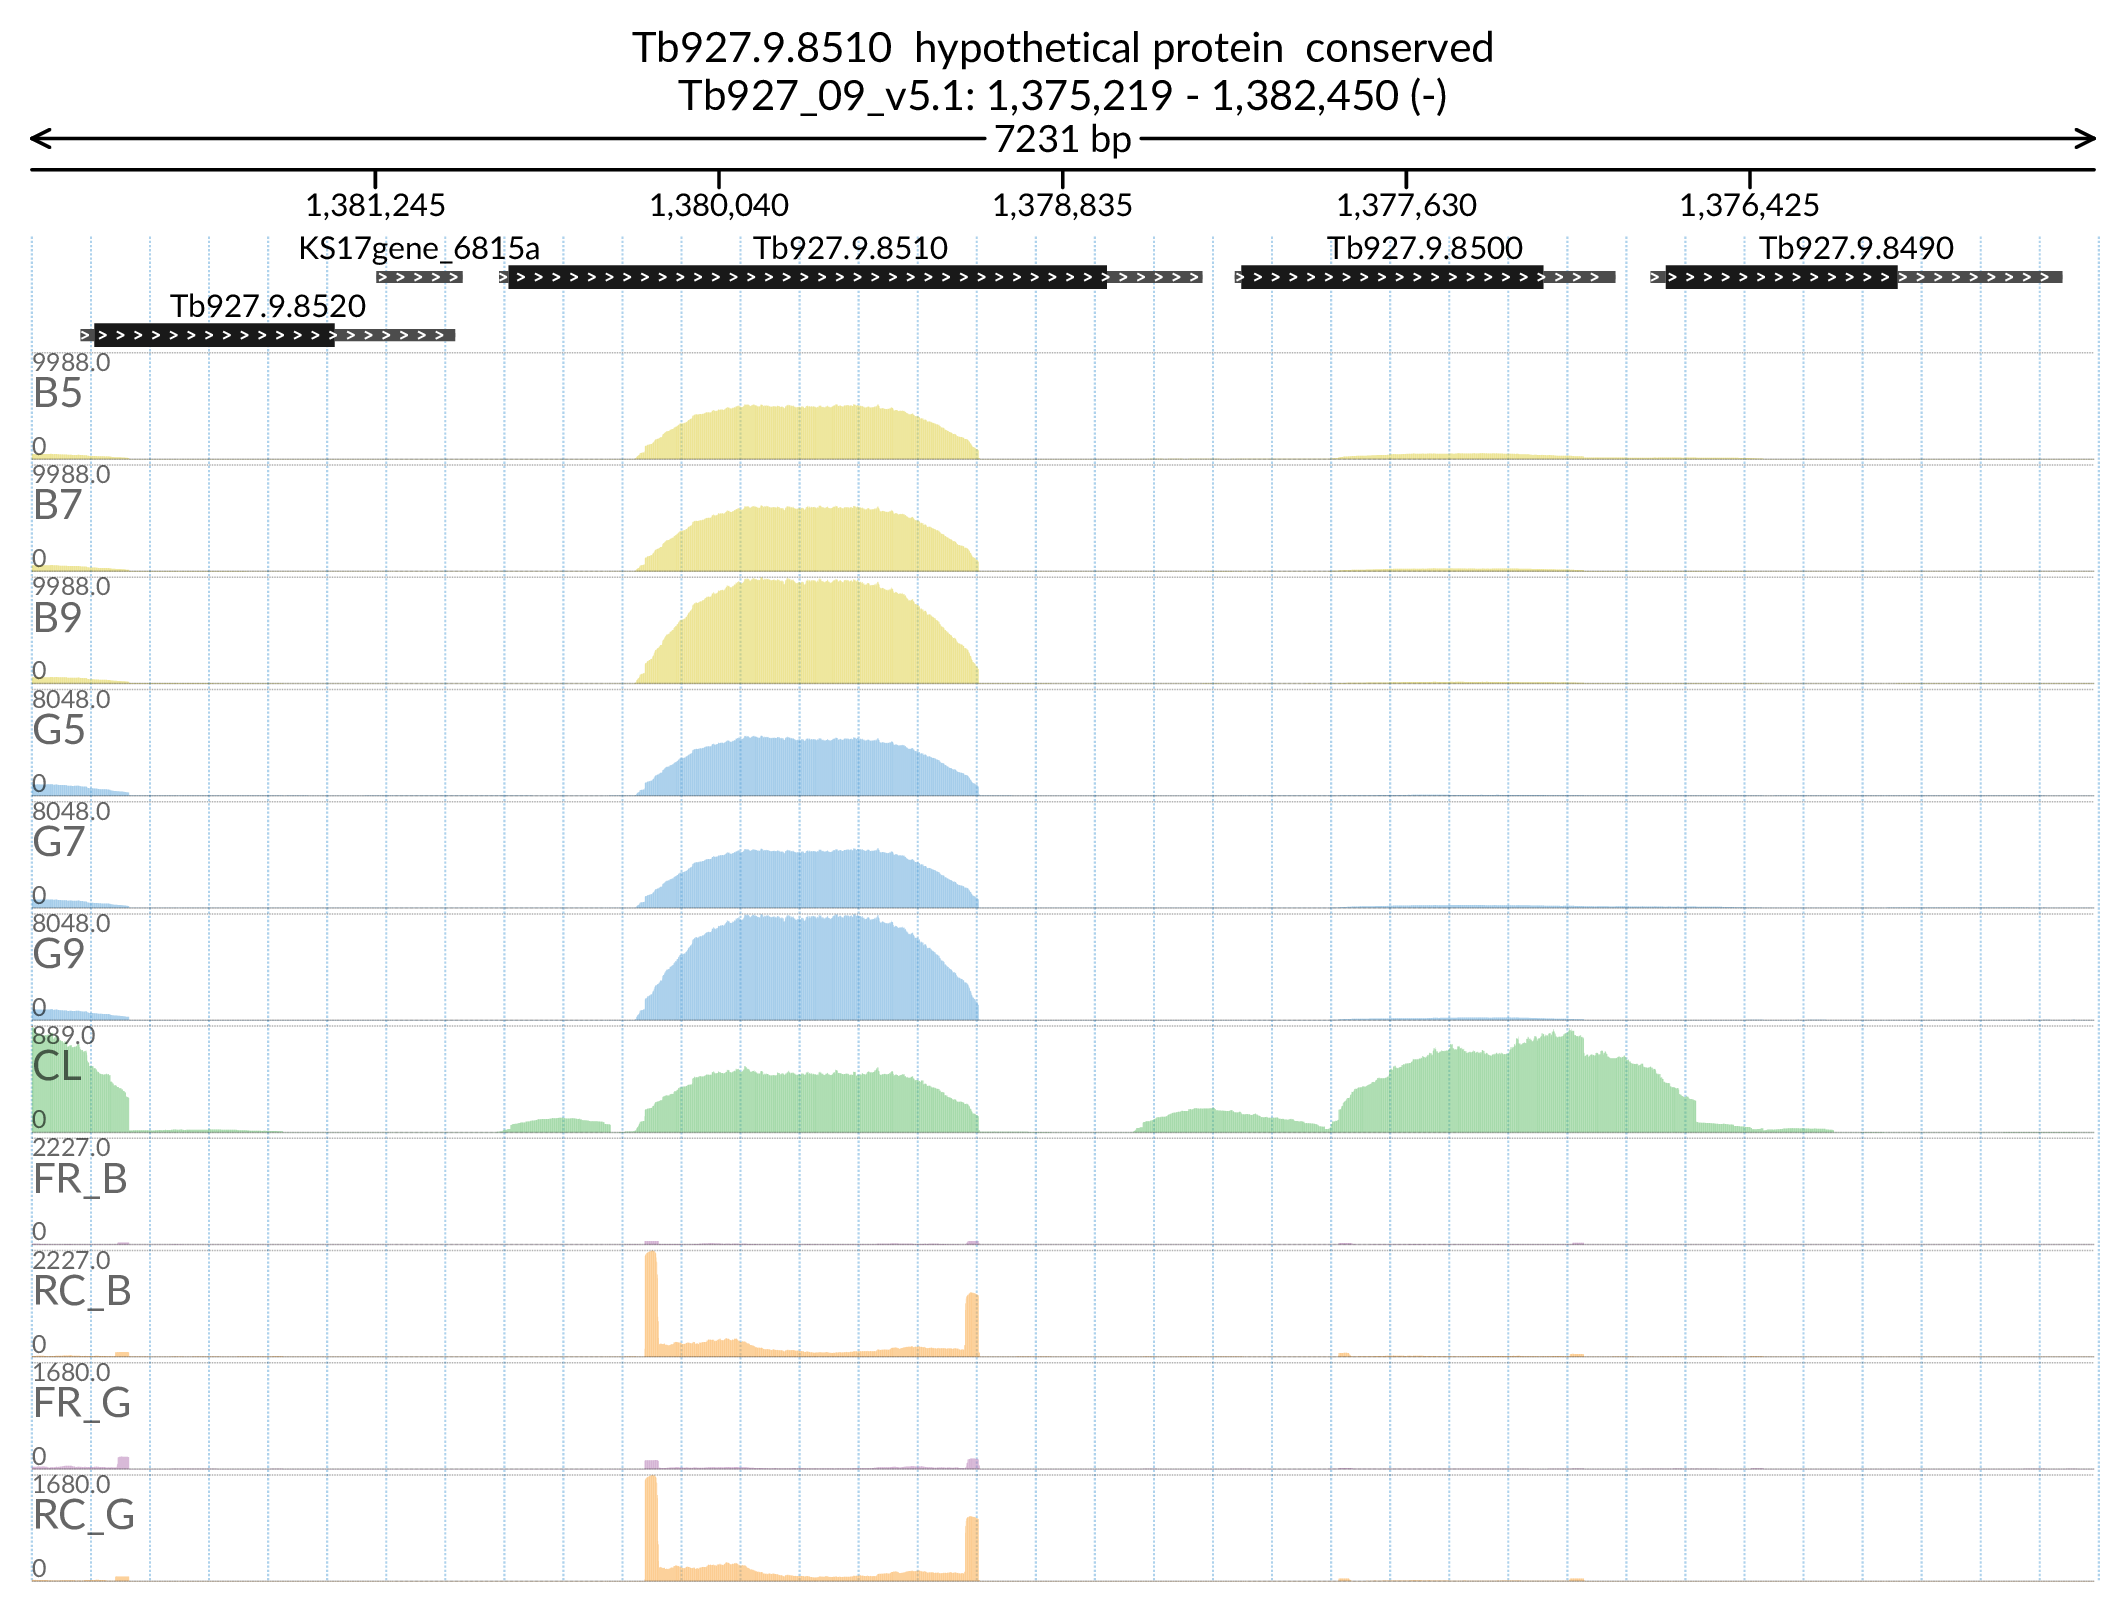 Tb927.9.8510  hypothetical protein  conserved
Tb927_09_v5.1: 1,375,219 - 1,382,450 (-)
7231 bp
1,381,245 1,380,040 1,378,835 1,377,630 1,376,425
KS17gene_6815a Tb927.9.8510 Tb927.9.8500 Tb927.9.8490
Tb927.9.8520
9988.0
B5
0
9988.0
B7
0
9988.0
B9
0
8048.0
G5
0
8048.0
G7
0
8048.0
G9
0
889.0
CL
0
2227.0
FR_B
0
2227.0
RC_B
0
1680.0
FR_G
0
1680.0
RC_G
0